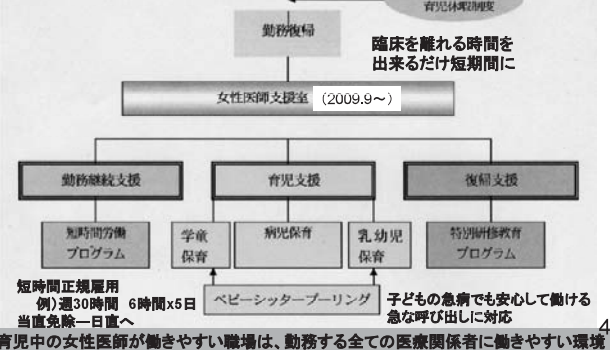 育児休暇制度
勤務復帰
臨床を離れる時間を
出来るだけ短期間に
女性医師支援室 (2009.9～)
勤務継続支援
育児支援
復帰支援
短時間労働
プログラム
学童
保育
病児保育
乳幼児
保育
特別研修教育
プログラム
短時間正規雇用
例)週30時間 6時間x5日
当直免除―日直へ
ベビーシッタープーリング
子どもの急病でも安心して働ける
急な呼び出しに対応
4
育児中の女性医師が働きやすい職場は、勤務する全ての医療関係者に働きやすい環境